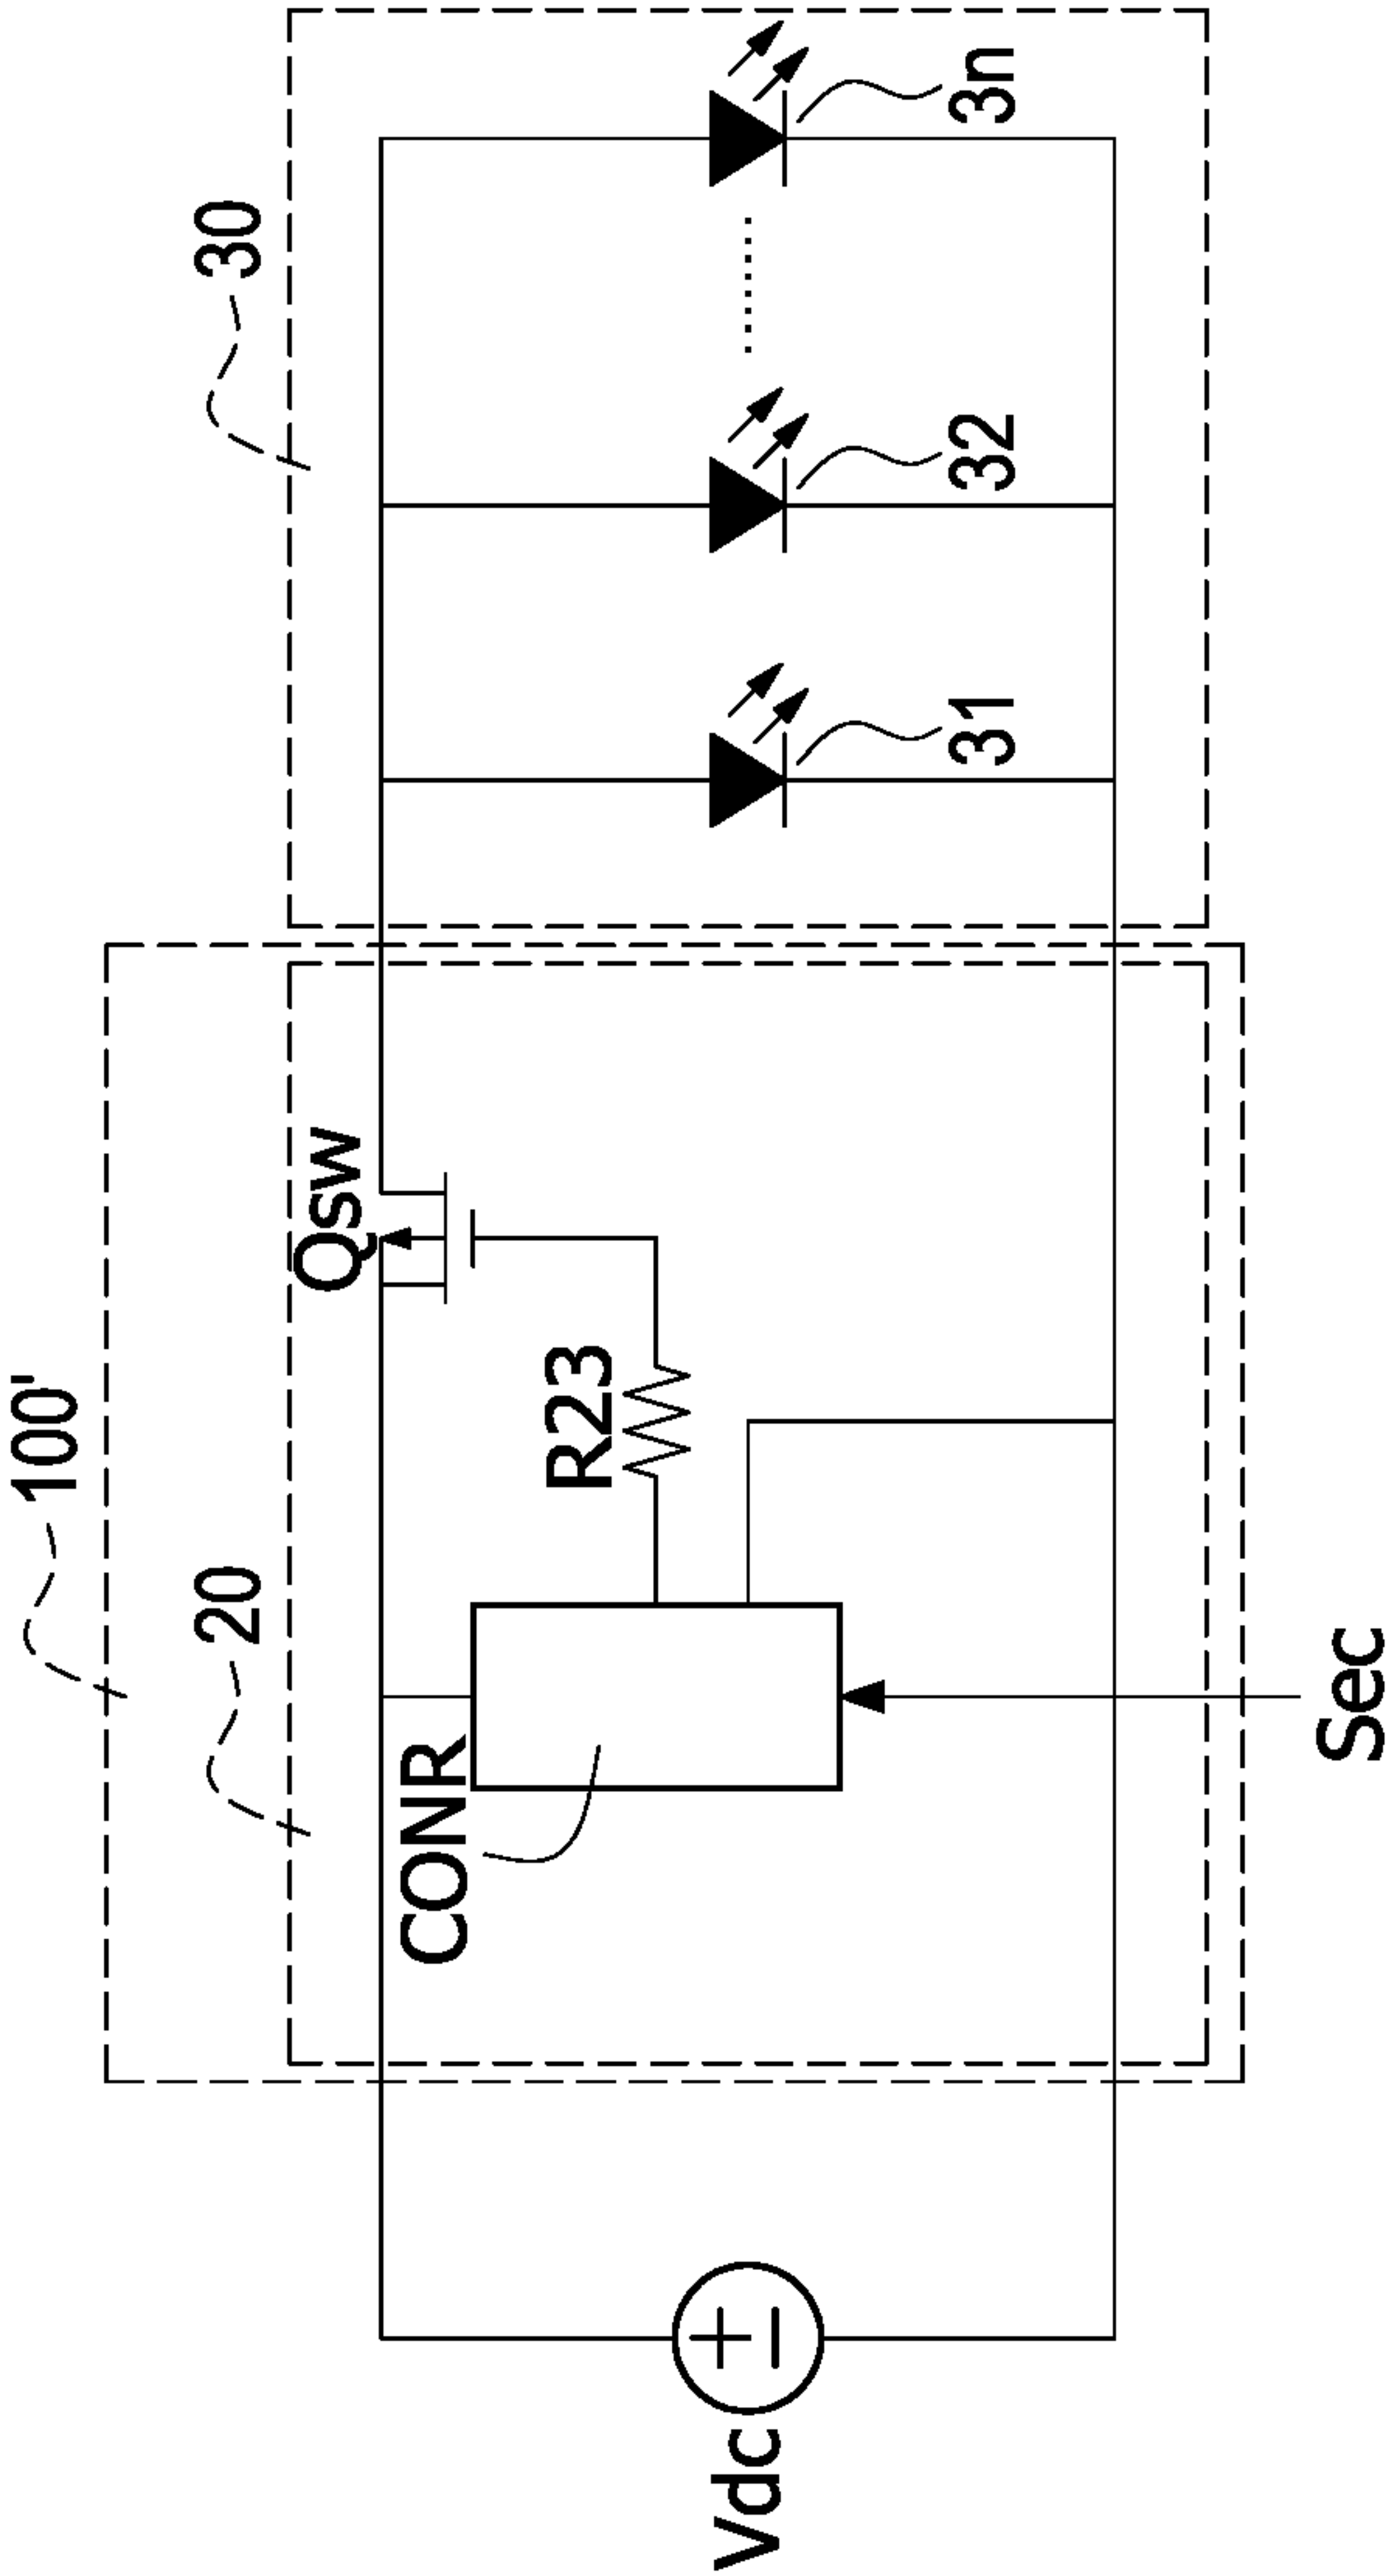 100'
20
30
Qsw
CONR
R23
Vdc
+
−
31
32
......
3n
Sec